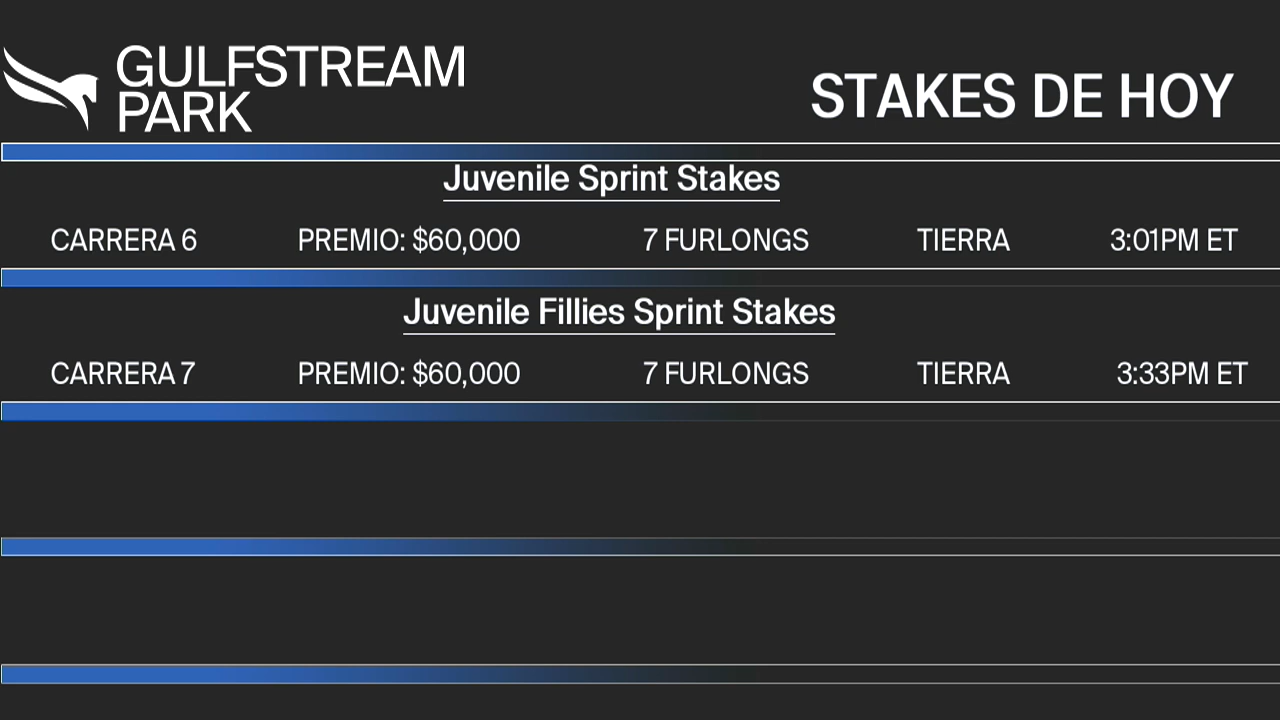 GULFSTREAM
PARK
STAKES DE HOY
Juvenile Sprint Stakes
CARRERA 6 PREMIO: $60,000 7 FURLONGS TIERRA 3:01PM ET
Juvenile Fillies Sprint Stakes
CARRERA 7 PREMIO: $60,000 7 FURLONGS TIERRA 3:33PM ET